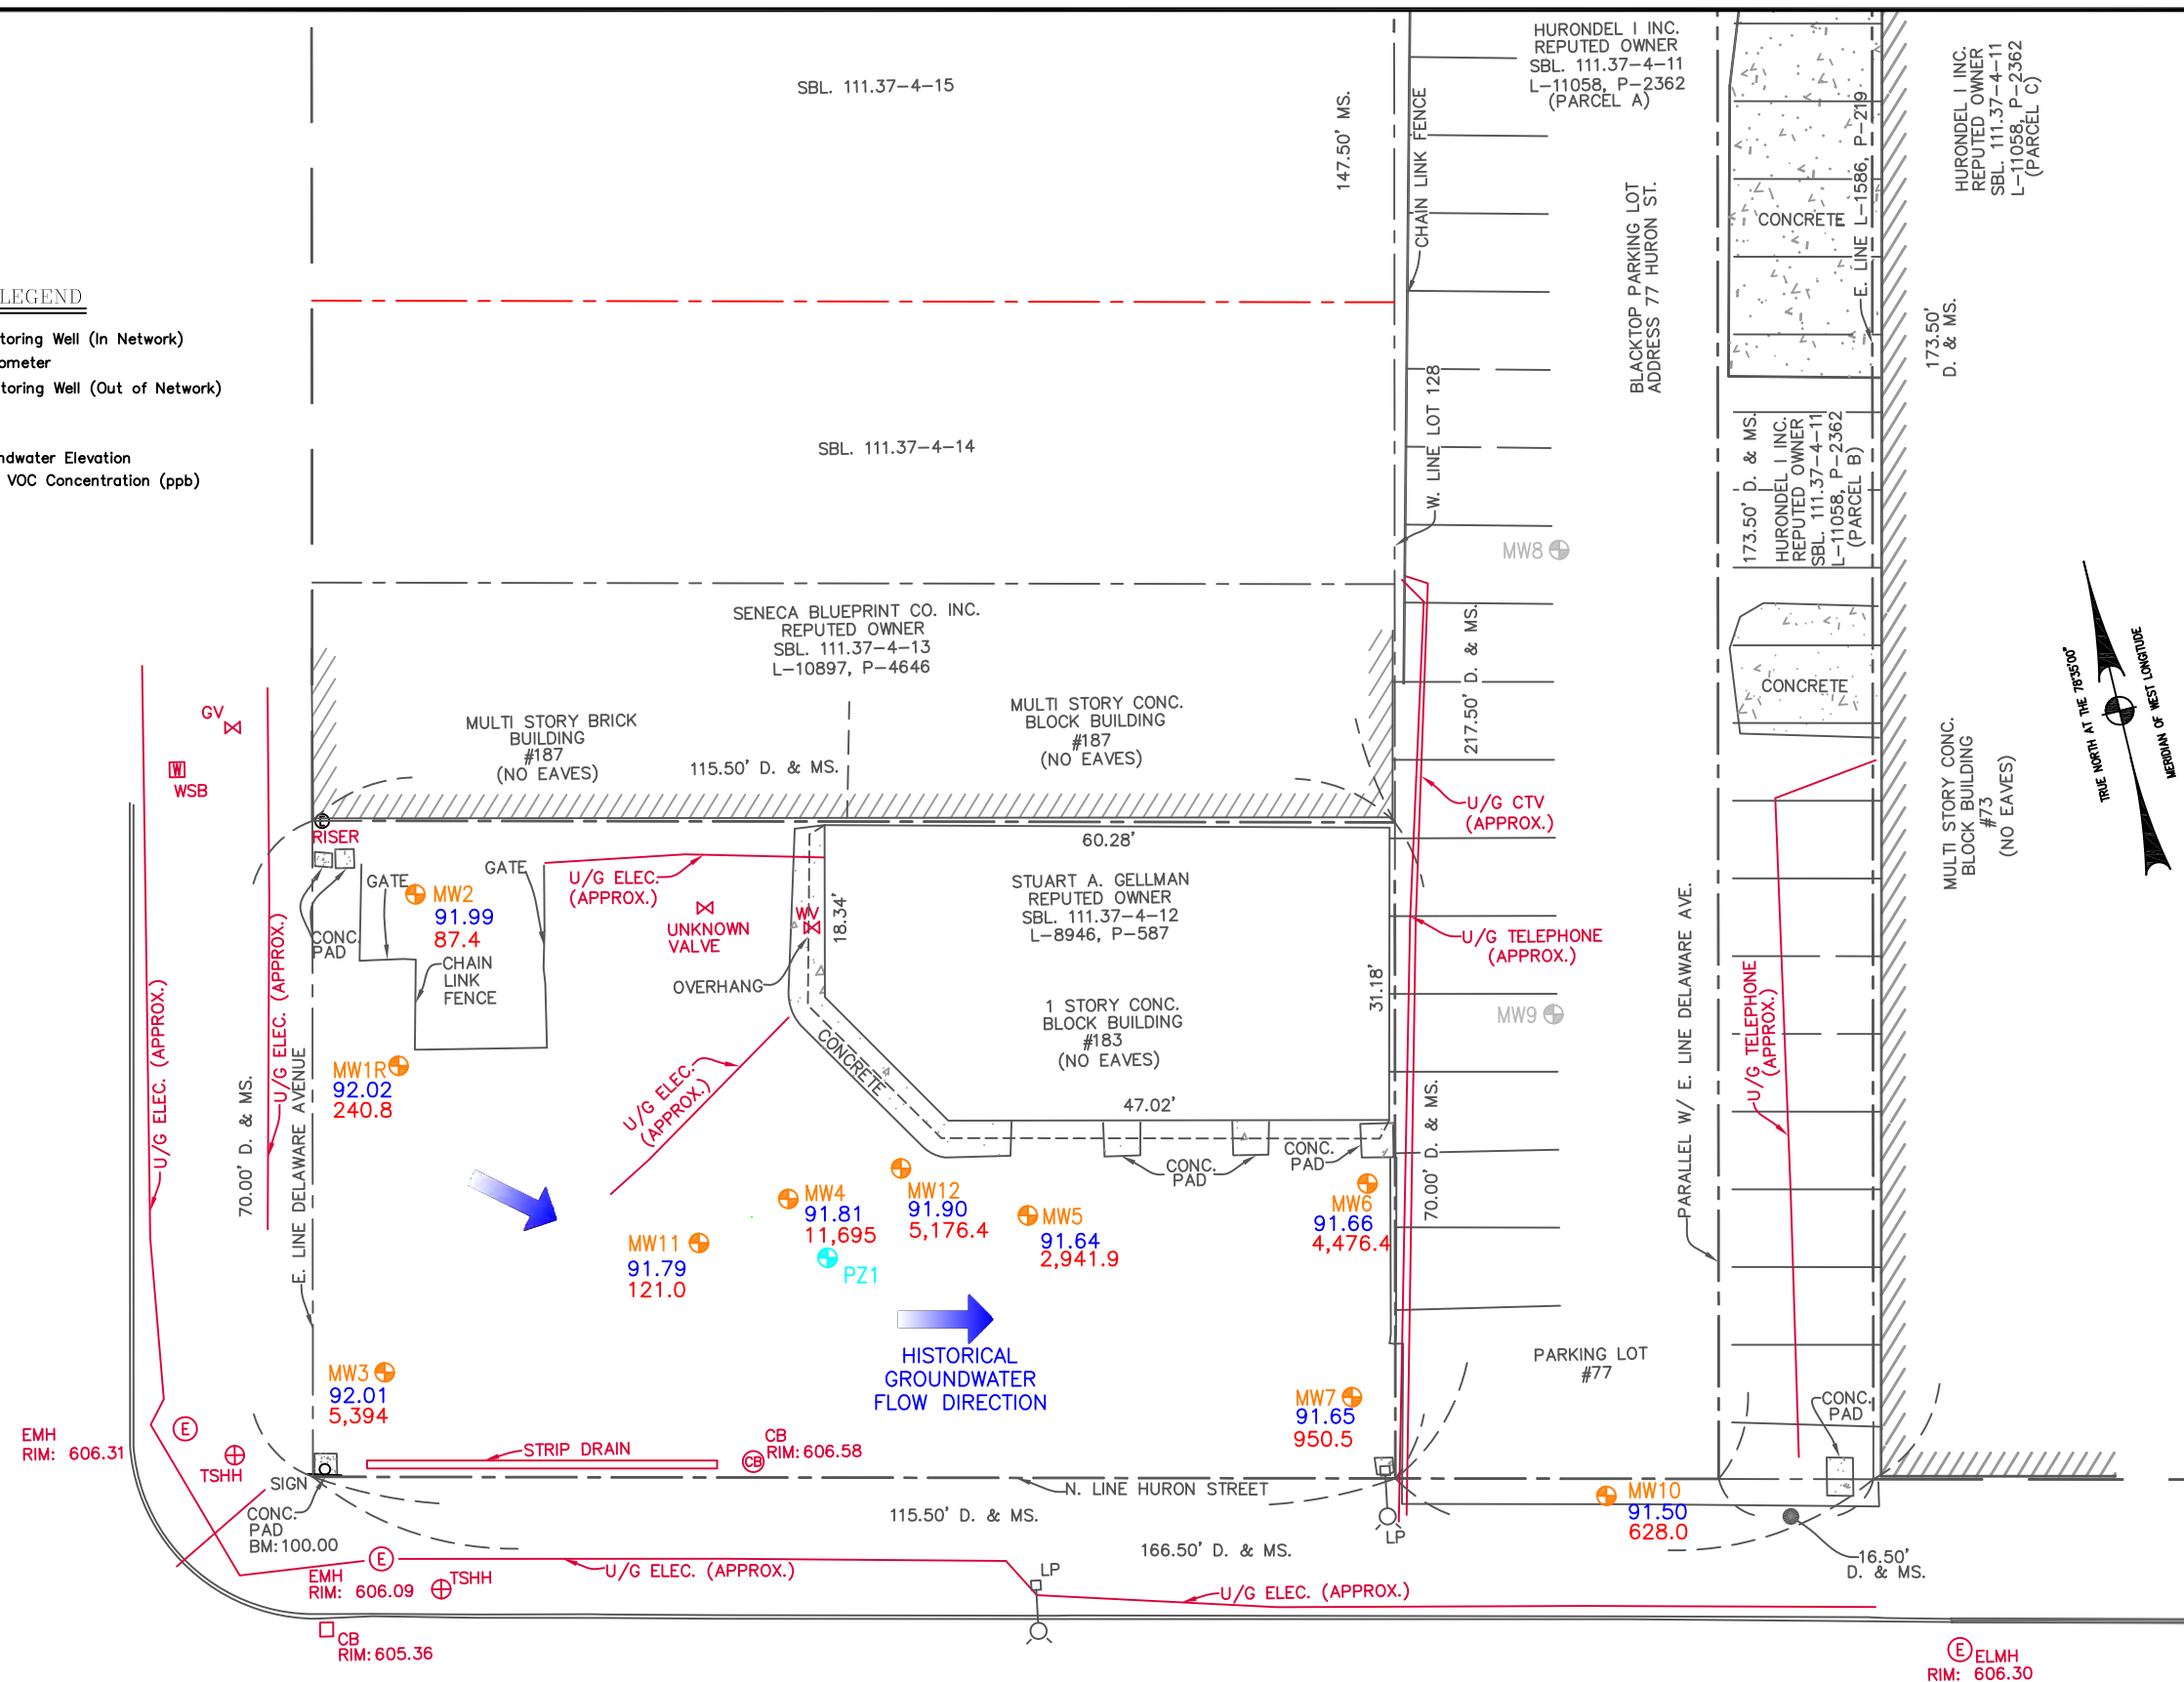 SBL. 111.37-4-15
147.50' MS.
CHAIN LINK FENCE
HURONDEL I INC.
REPUTED OWNER
SBL. 111.37-4-11
L-11058, P-2362
(PARCEL A)
BLACKTOP PARKING LOT
ADDRESS 77 HURON ST.
CONCRETE
E. LINE L-1586, P-219
HURONDEL I INC.
REPUTED OWNER
SBL. 111.37-4-11
L-11058, P-2362
(PARCEL C)
173.50'
D. & MS.
LEGEND
toring Well (In Network)
ometer
toring Well (Out of Network)
ndwater Elevation
VOC Concentration (ppb)
SBL. 111.37-4-14
W. LINE LOT 128
173.50' D. & MS.
HURONDEL I INC.
REPUTED OWNER
SBL. 111.37-4-11
L-11058, P-2362
(PARCEL B)
MW8
SENECA BLUEPRINT CO. INC.
REPUTED OWNER
SBL. 111.37-4-13
L-10897, P-4646
217.50' D. & MS.
CONCRETE
TRUE NORTH AT THE 78°35'00"
MERIDIAN OF WEST LONGITUDE
GV
WSB
W
MULTI STORY BRICK
BUILDING
#187
(NO EAVES)
115.50' D. & MS.
MULTI STORY CONC.
BLOCK BUILDING
#187
(NO EAVES)
U/G CTV
(APPROX.)
MULTI STORY CONC.
BLOCK BUILDING
#73
(NO EAVES)
E
RISER
GATE
GATE
MW2
91.99
87.4
CONC.
PAD
CHAIN
LINK
FENCE
U/G ELEC.
(APPROX.)
UNKNOWN
VALVE
WV
OVERHANG
18.34'
60.28'
STUART A. GELLMAN
REPUTED OWNER
SBL. 111.37-4-12
L-8946, P-587
31.18'
1 STORY CONC.
BLOCK BUILDING
#183
(NO EAVES)
47.02'
U/G TELEPHONE
(APPROX.)
MW9
PARALLEL W/ E. LINE DELAWARE AVE.
U/G TELEPHONE
(APPROX.)
U/G ELEC. (APPROX.)
U/G ELEC. (APPROX.)
70.00' D. & MS.
E. LINE DELAWARE AVENUE
MW1R
92.02
240.8
U/G ELEC.
(APPROX.)
CONCRETE
CONC.
PAD
CONC.
PAD
70.00' D. & MS.
MW4
91.81
11,695
MW12
91.90
5,176.4
MW5
91.64
2,941.9
MW6
91.66
4,476.4
MW11
91.79
121.0
PZ1
HISTORICAL
GROUNDWATER
FLOW DIRECTION
MW3
92.01
5,394
MW7
91.65
950.5
PARKING LOT
#77
CONC.
PAD
EMH
RIM: 606.31
E
TSHH
SIGN
STRIP DRAIN
CB
CB
RIM: 606.58
N. LINE HURON STREET
115.50' D. & MS.
CONC.
PAD
BM: 100.00
LP
MW10
91.50
628.0
166.50' D. & MS.
16.50'
D. & MS.
E
EMH
RIM: 606.09
TSHH
U/G ELEC. (APPROX.)
LP
U/G ELEC. (APPROX.)
CB
RIM: 605.36
E
ELMH
RIM: 606.30